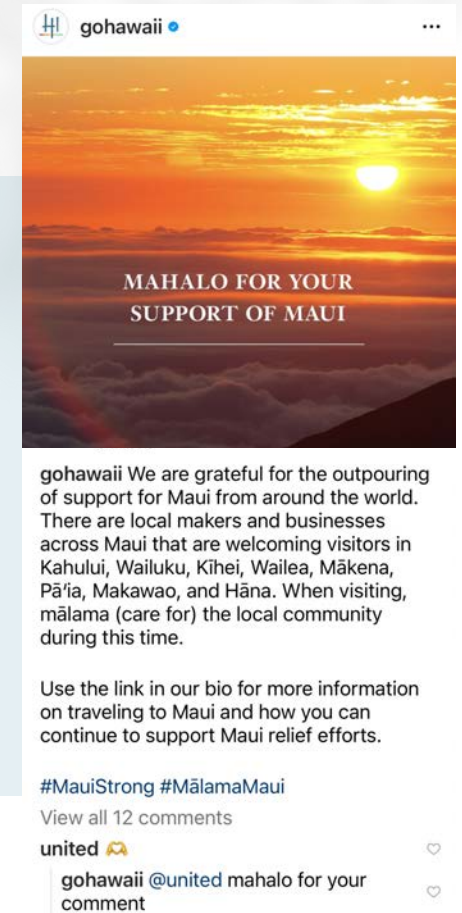 HI
gohawaii
MAHALO FOR YOUR
SUPPORT OF MAUI
gohawaii We are grateful for the outpouring
of support for Maui from around the world.
There are local makers and businesses
across Maui that are welcoming visitors in
Kahului, Wailuku, Kīhei, Wailea, Mākena,
Pāʻia, Makawao, and Hāna. When visiting,
mālama (care for) the local community
during this time.
Use the link in our bio for more information
on traveling to Maui and how you can
continue to support Maui relief efforts.
#MauiStrong #MālamaMaui
View all 12 comments
united 🫶
gohawaii @united mahalo for your
comment